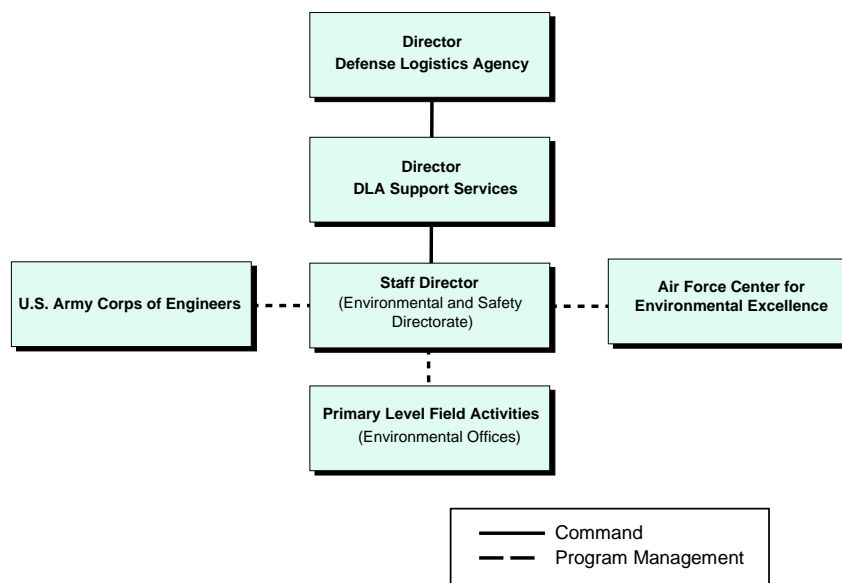 Director
Defense Logistics Agency
Director
DLA Support Services
U.S. Army Corps of Engineers
Staff Director
(Environmental and Safety
Directorate)
Air Force Center for
Environmental Excellence
Primary Level Field Activities
(Environmental Offices)
Command
Program Management